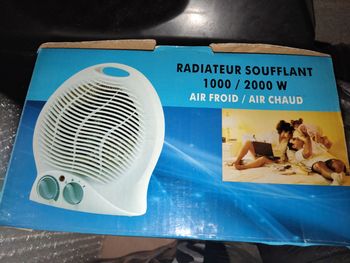 RADIATEUR SOUFFLANT
1000 / 2000 W
AIR FROID / AIR CHAUD